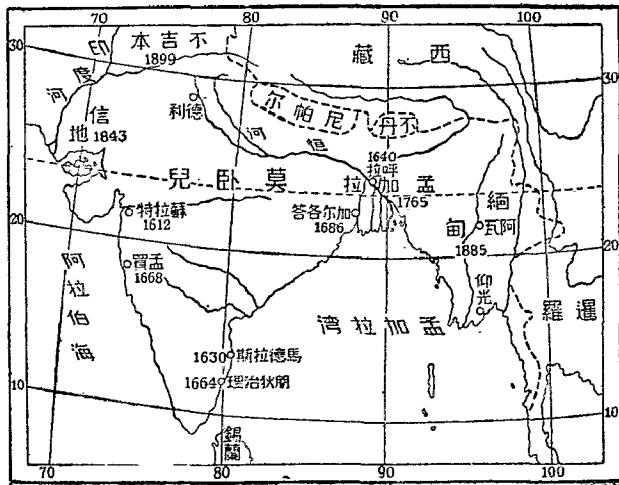 70
80
90
100
30
30
20
20
10
10
70
80
90
100
西藏
不吉本
1899
印度河
信地
1843
德利
恒河
尼帕尔
不丹
莫卧兒
孟加拉
1765
1640
呼拉
加尔各答
1686
蘇拉特
1612
孟買
1668
緬甸
1885
阿瓦
仰光
暹羅
阿拉伯海
孟加拉湾
馬德拉斯
1630
朋狄治理
1664
錫蘭